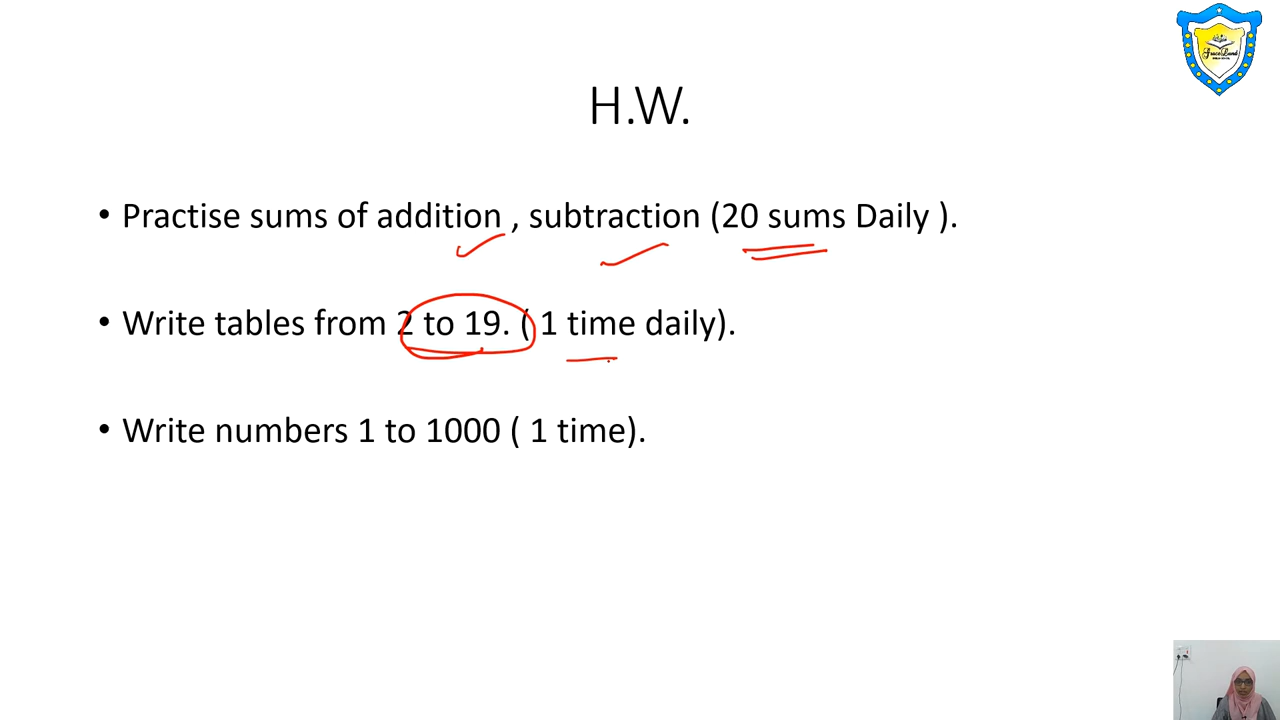 H.W.
• Practise sums of addition , subtraction (20 sums Daily ).
• Write tables from 2 to 19. ( 1 time daily).
• Write numbers 1 to 1000 ( 1 time).